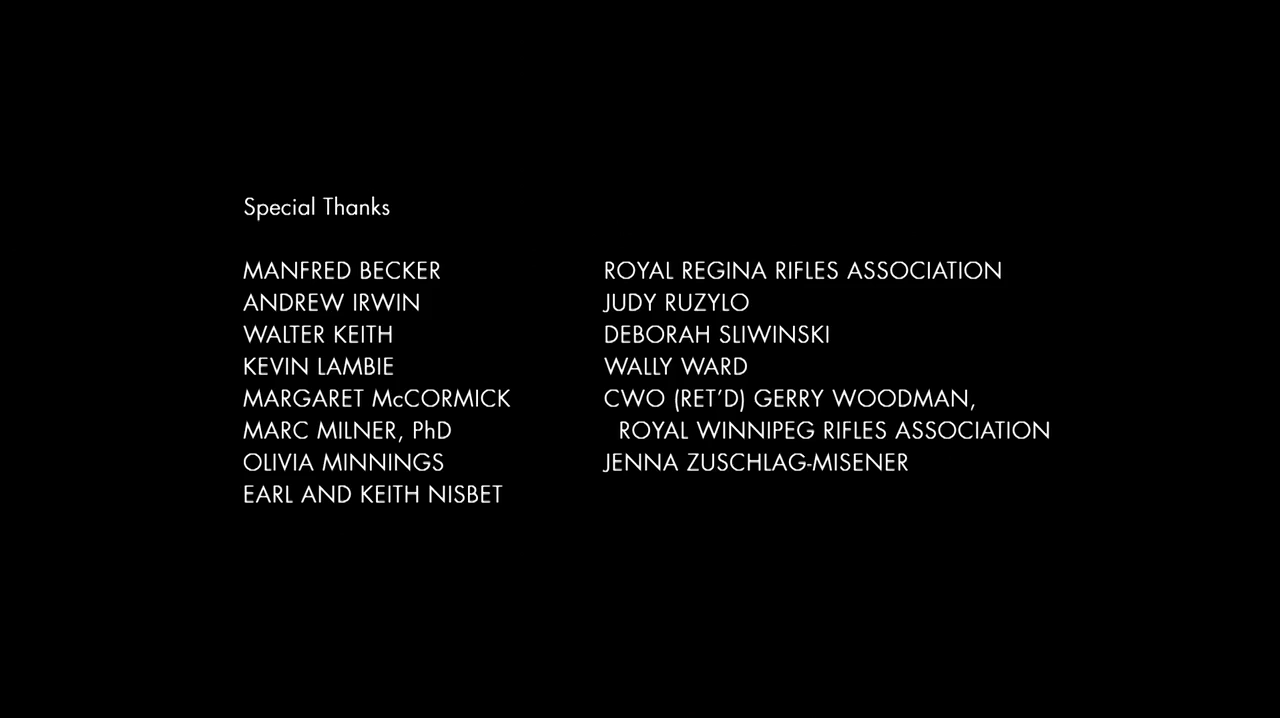 Special Thanks
MANFRED BECKER
ANDREW IRWIN
WALTER KEITH
KEVIN LAMBIE
MARGARET McCORMICK
MARC MILNER, PhD
OLIVIA MINNINGS
EARL AND KEITH NISBET
ROYAL REGINA RIFLES ASSOCIATION
JUDY RUZYLO
DEBORAH SLIWINSKI
WALLY WARD
CWO (RET’D) GERRY WOODMAN,
ROYAL WINNIPEG RIFLES ASSOCIATION
JENNA ZUSCHLAG-MISENER